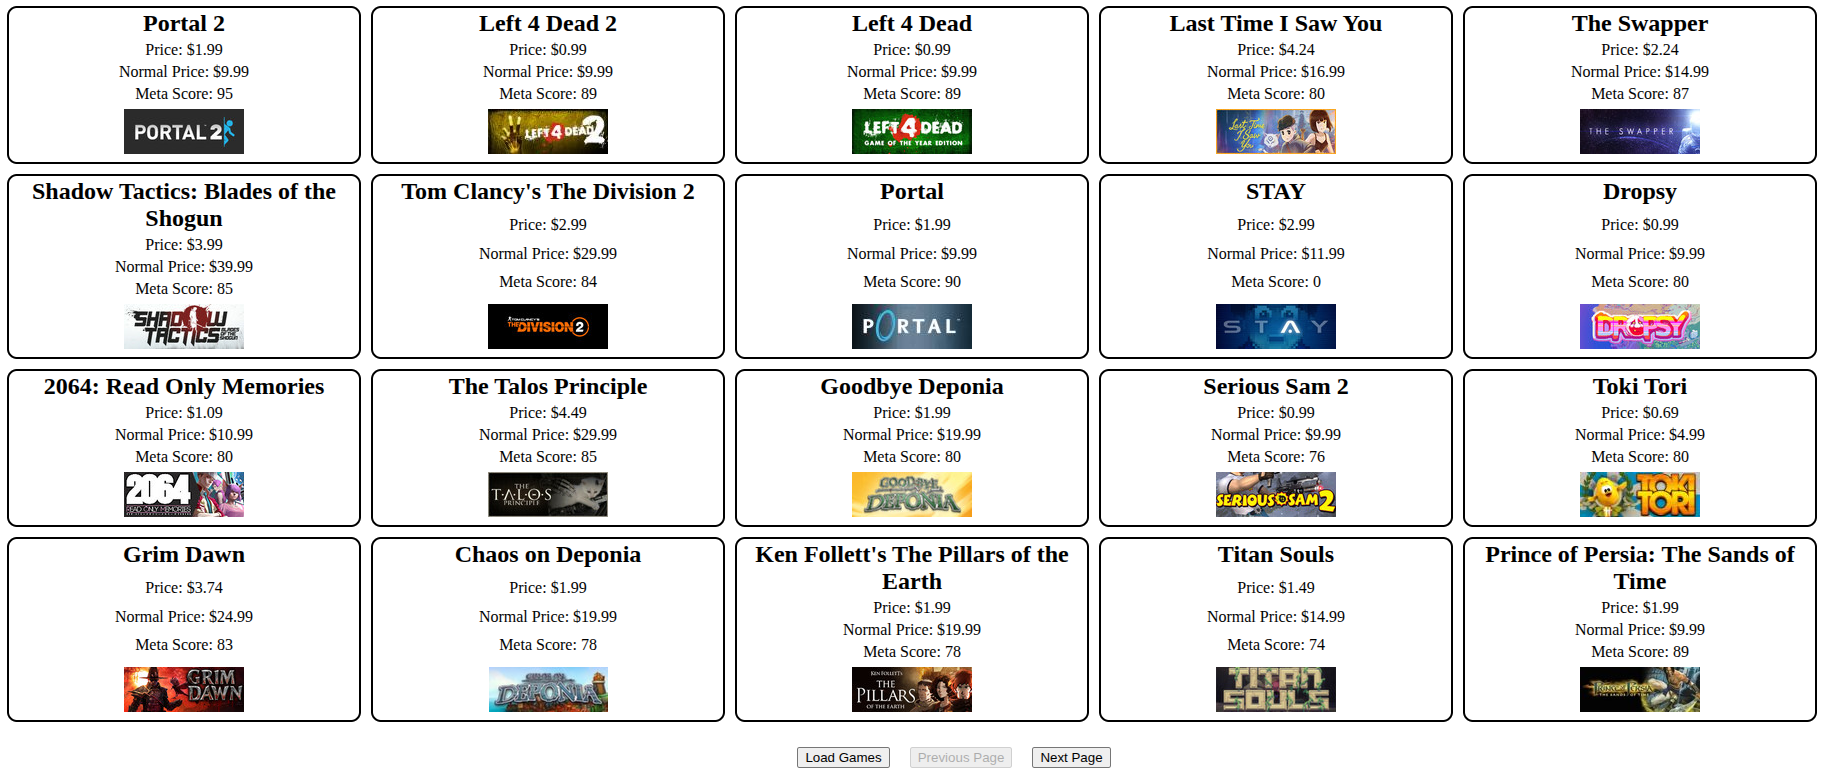 Portal 2
Price: $1.99
Normal Price: $9.99
Meta Score: 95
PORTAL 2
Left 4 Dead 2
Price: $0.99
Normal Price: $9.99
Meta Score: 89
LEFT 4 DEAD 2
Left 4 Dead
Price: $0.99
Normal Price: $9.99
Meta Score: 89
LEFT 4 DEAD
GAME OF THE YEAR EDITION
Last Time I Saw You
Price: $4.24
Normal Price: $16.99
Meta Score: 80
Last Time
I Saw
You
The Swapper
Price: $2.24
Normal Price: $14.99
Meta Score: 87
THE SWAPPER
Shadow Tactics: Blades of the
Shogun
Price: $3.99
Normal Price: $39.99
Meta Score: 85
SHADOW
TACTICS
BLADES
OF THE
SHOGUN
Tom Clancy's The Division 2
Price: $2.99
Normal Price: $29.99
Meta Score: 84
TOM CLANCY'S
THE DIVISION 2
Portal
Price: $1.99
Normal Price: $9.99
Meta Score: 90
PORTAL
STAY
Price: $2.99
Normal Price: $11.99
Meta Score: 0
STAY
Dropsy
Price: $0.99
Normal Price: $9.99
Meta Score: 80
DROPSY
2064: Read Only Memories
Price: $1.09
Normal Price: $10.99
Meta Score: 80
2064
READ ONLY MEMORIES
The Talos Principle
Price: $4.49
Normal Price: $29.99
Meta Score: 85
THE
TALOS
PRINCIPLE
Goodbye Deponia
Price: $1.99
Normal Price: $19.99
Meta Score: 80
GOODBYE
DEPONIA
Serious Sam 2
Price: $0.99
Normal Price: $9.99
Meta Score: 76
SERIOUS SAM 2
Toki Tori
Price: $0.69
Normal Price: $4.99
Meta Score: 80
TOKI
TORI
Grim Dawn
Price: $3.74
Normal Price: $24.99
Meta Score: 83
GRIM
DAWN
Chaos on Deponia
Price: $1.99
Normal Price: $19.99
Meta Score: 78
DEPONIA
Ken Follett's The Pillars of the
Earth
Price: $1.99
Normal Price: $19.99
Meta Score: 78
KEN FOLLETT'S
THE
PILLARS
OF THE EARTH
Titan Souls
Price: $1.49
Normal Price: $14.99
Meta Score: 74
TITAN
SOULS
Prince of Persia: The Sands of
Time
Price: $1.99
Normal Price: $9.99
Meta Score: 89
Prince of Persia
THE SANDS OF TIME
Load Games
Previous Page
Next Page